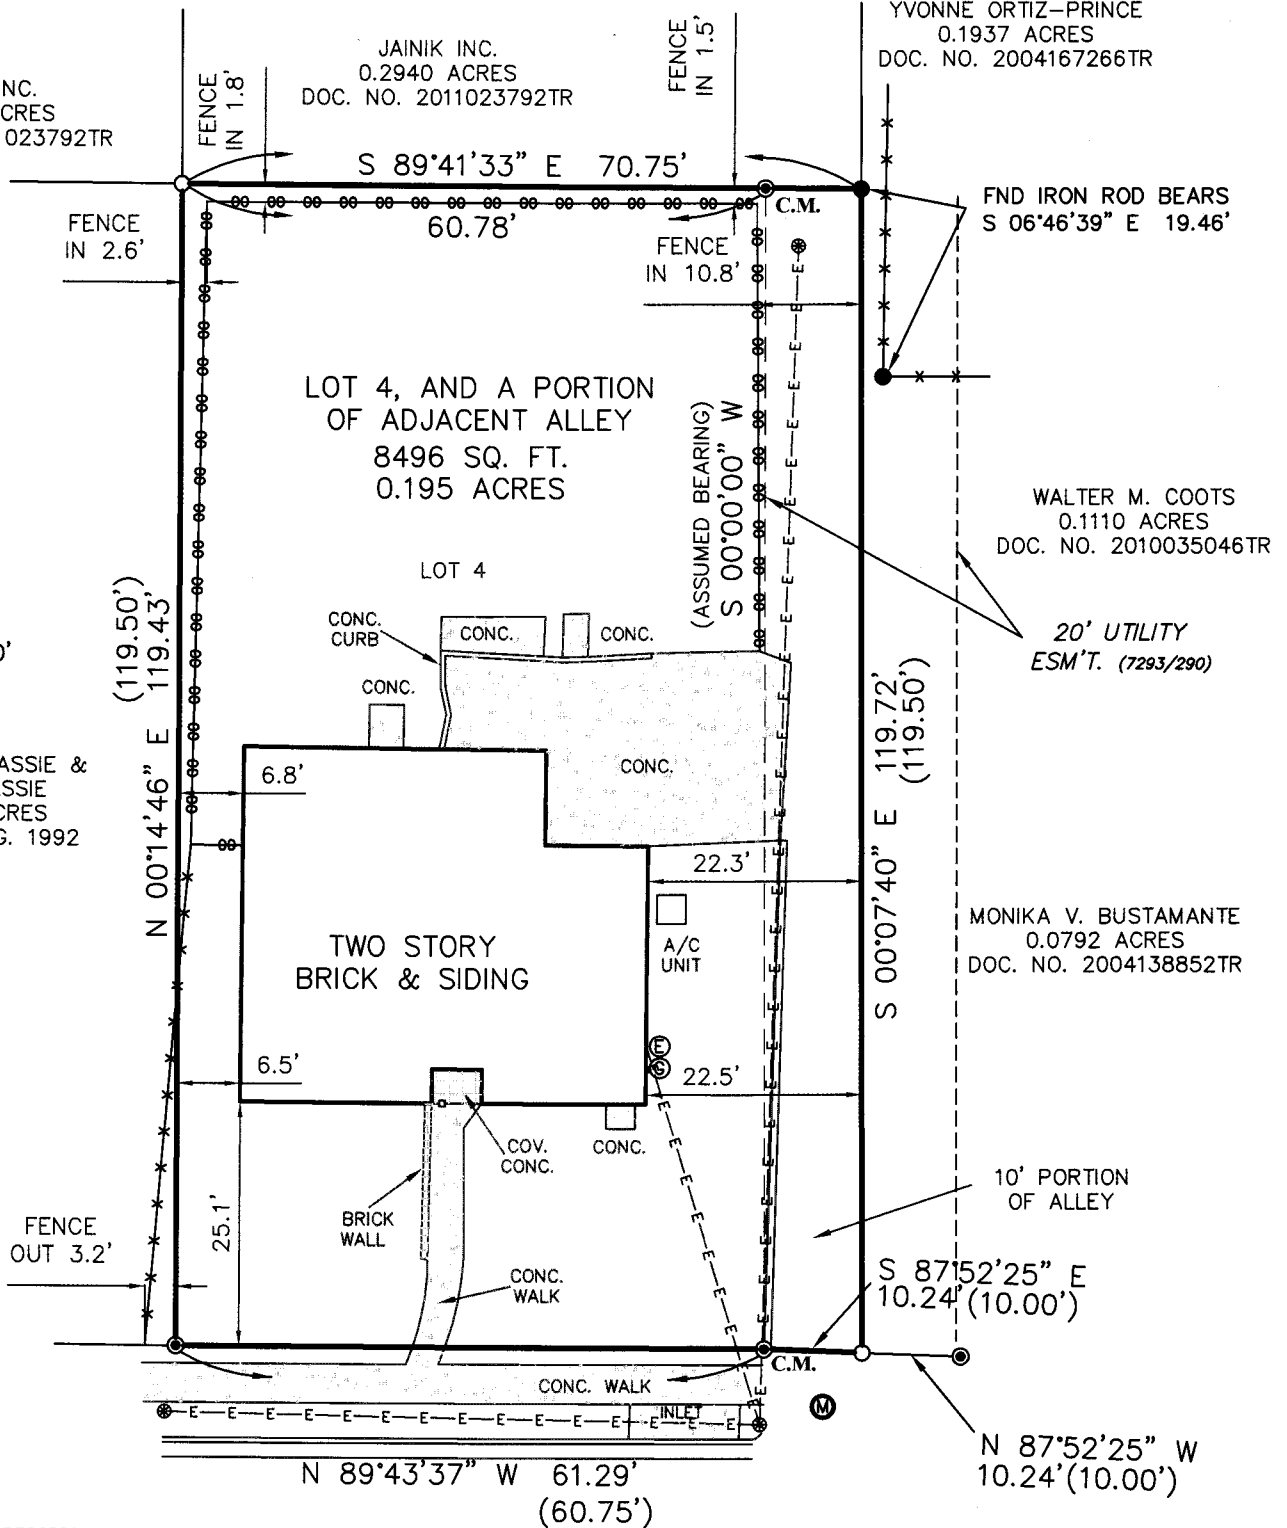 YVONNE ORTIZ-PRINCE
0.1937 ACRES
DOC. NO. 2004167266TR
JAINIK INC.
0.2940 ACRES
DOC. NO. 2011023792TR
NC.
CRES
023792TR
FENCE
IN 1.8'
FENCE
IN 1.5'
S 89°41'33" E 70.75'
60.78'
C.M.
FND IRON ROD BEARS
S 06°46'39" E 19.46'
FENCE
IN 2.6'
FENCE
IN 10.8'
LOT 4, AND A PORTION
OF ADJACENT ALLEY
8496 SQ. FT.
0.195 ACRES
(ASSUMED BEARING)
S 00°00'00" W
WALTER M. COOTS
0.1110 ACRES
DOC. NO. 2010035046TR
LOT 4
20' UTILITY
ESM'T. (7293/290)
CONC.
CURB
CONC.
CONC.
CONC.
CONC.
0'
(119.50')
N 00°14'46" E 119.43'
S 00°07'40" E 119.72'
(119.50')
ASSIE &
SSIE
CRES
G. 1992
6.8'
22.3'
TWO STORY
BRICK & SIDING
A/C
UNIT
MONIKA V. BUSTAMANTE
0.0792 ACRES
DOC. NO. 2004138852TR
E
G
6.5'
22.5'
COV.
CONC.
CONC.
BRICK
WALL
25.1'
CONC.
WALK
10' PORTION
OF ALLEY
FENCE
OUT 3.2'
S 87°52'25" E
10.24'(10.00')
C.M.
CONC. WALK
E E E E E E E INLET E E E
M
N 89°43'37" W 61.29'
(60.75')
N 87°52'25" W
10.24'(10.00')